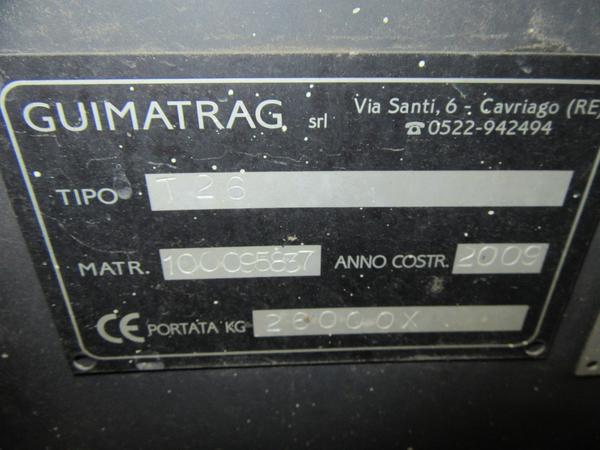 GUIMATRAG srl
Via Santi, 6 - Cavriago (RE)
☎0522-942494
TIPO T 26
MATR. 100095837 ANNO COSTR. 2009
CE PORTATA KG 26000X